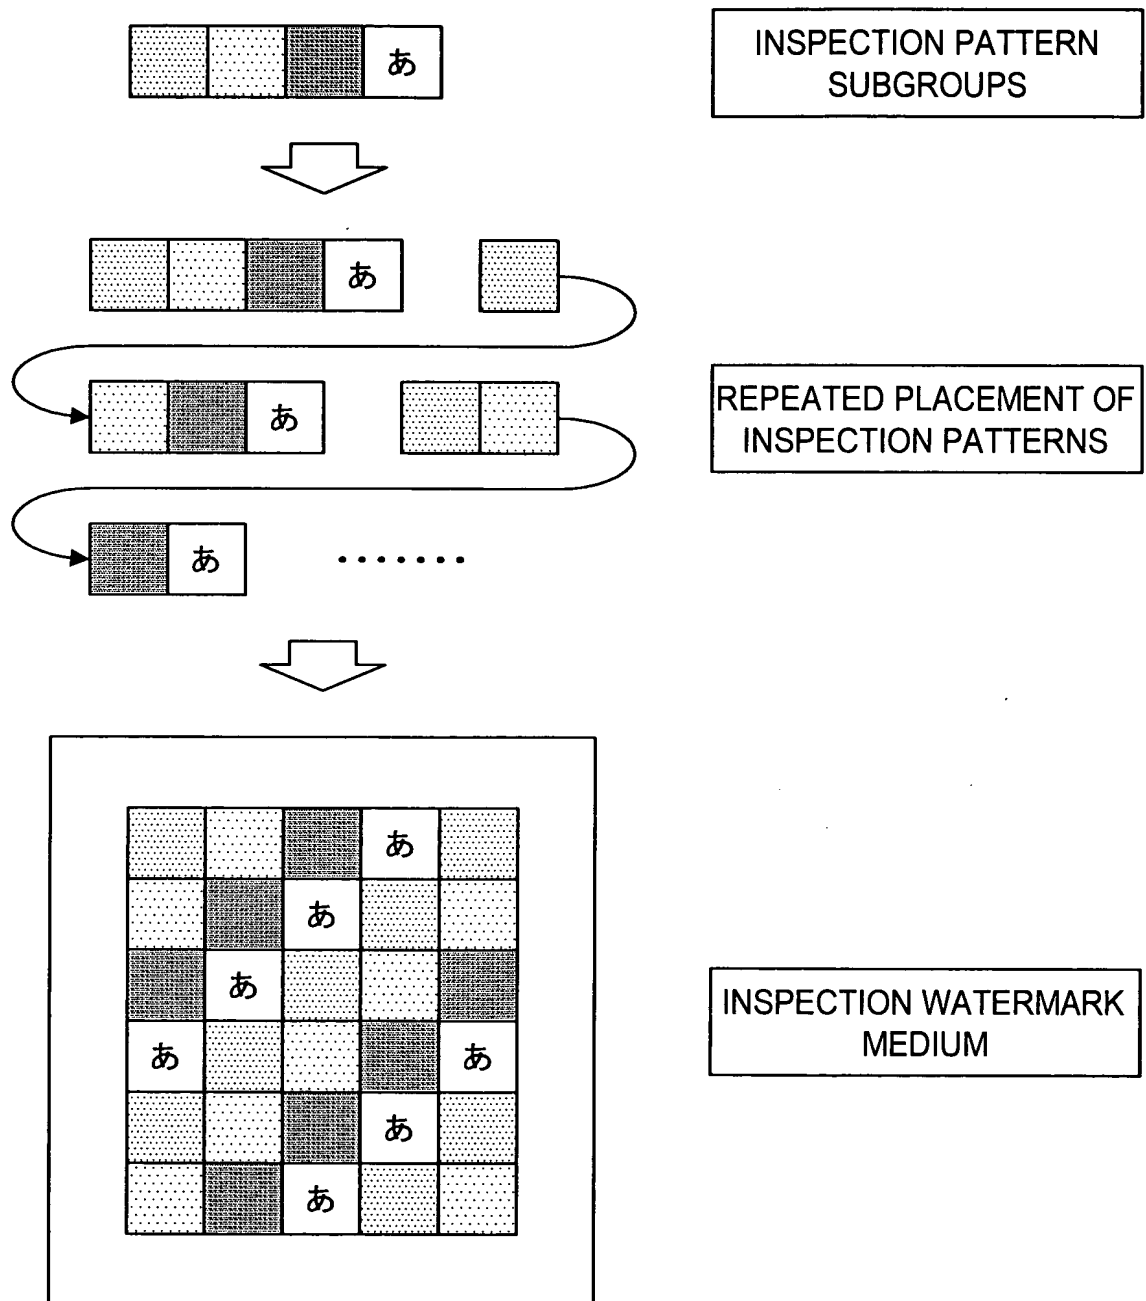 あ
INSPECTION PATTERN
SUBGROUPS
あ
あ
REPEATED PLACEMENT OF
INSPECTION PATTERNS
あ
.......
あ
あ
あ
INSPECTION WATERMARK
MEDIUM
あ あ
あ
あ